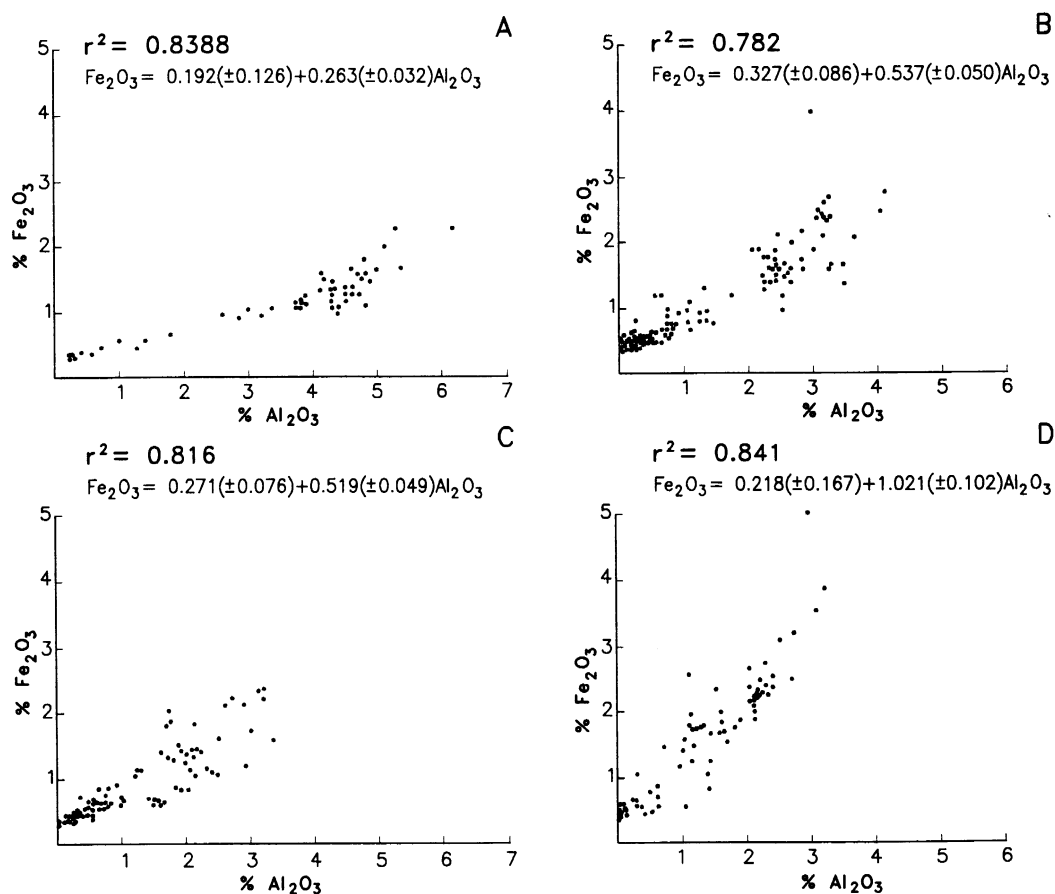 A
r² = 0.8388
Fe₂O₃ = 0.192(±0.126)+0.263(±0.032)Al₂O₃
5
4
3
2
1
% Fe₂O₃
1 2 3 4 5 6 7
% Al₂O₃
B
r² = 0.782
Fe₂O₃ = 0.327(±0.086)+0.537(±0.050)Al₂O₃
5
4
3
2
1
% Fe₂O₃
1 2 3 4 5 6
% Al₂O₃
C
r² = 0.816
Fe₂O₃ = 0.271(±0.076)+0.519(±0.049)Al₂O₃
5
4
3
2
1
% Fe₂O₃
1 2 3 4 5 6 7
% Al₂O₃
D
r² = 0.841
Fe₂O₃ = 0.218(±0.167)+1.021(±0.102)Al₂O₃
5
4
3
2
1
% Fe₂O₃
1 2 3 4 5 6
% Al₂O₃